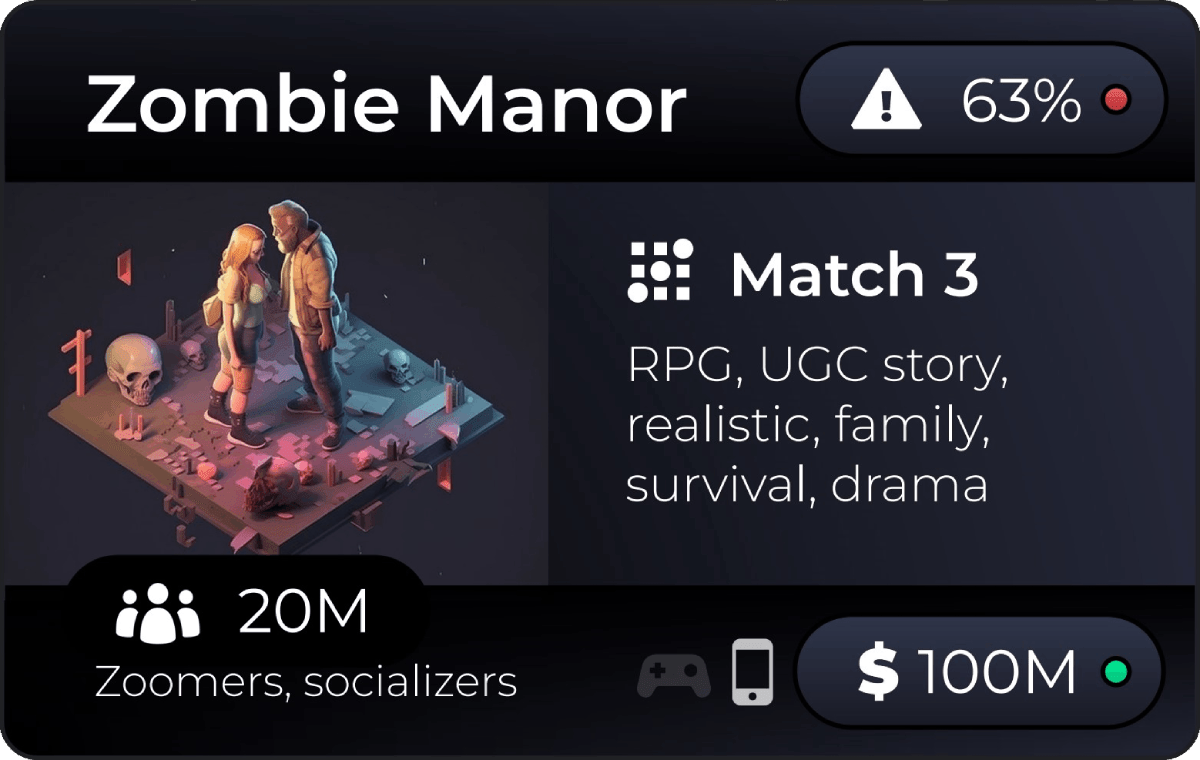 Zombie Manor
63%
Match 3
RPG, UGC story,
realistic, family,
survival, drama
20M
Zoomers, socializers
$ 100M